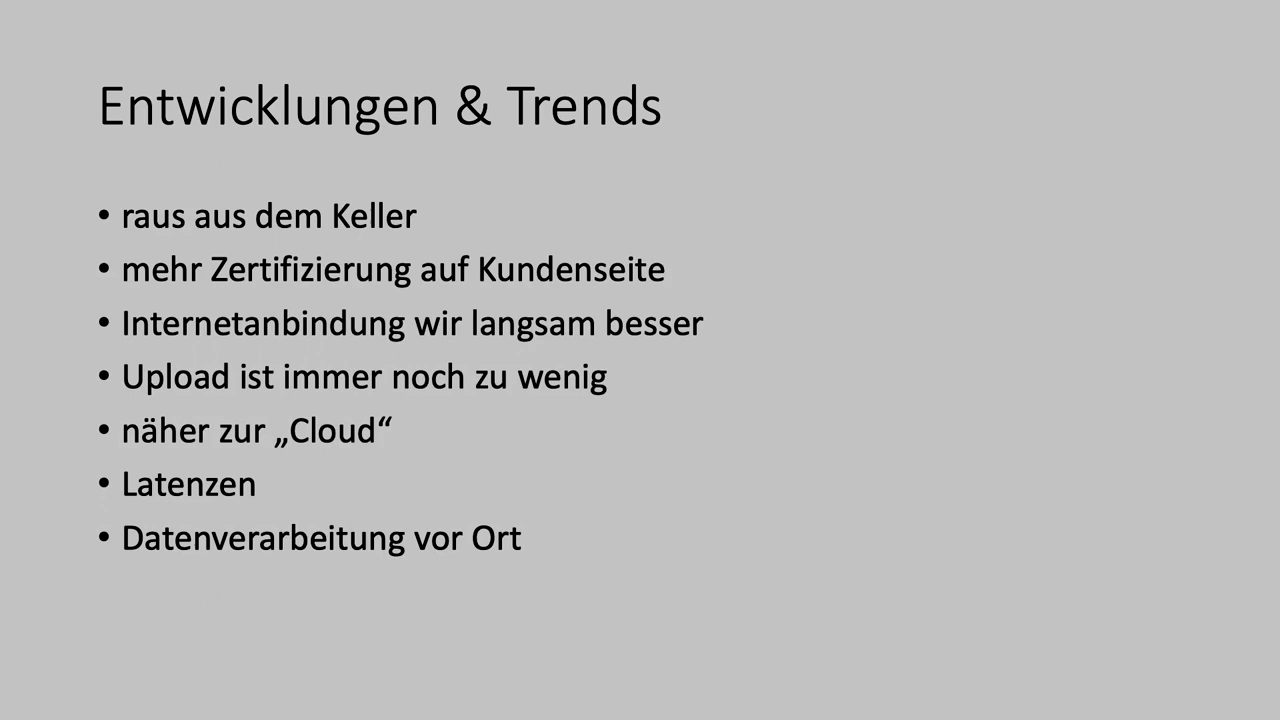 Entwicklungen & Trends
• raus aus dem Keller
• mehr Zertifizierung auf Kundenseite
• Internetanbindung wir langsam besser
• Upload ist immer noch zu wenig
• näher zur „Cloud“
• Latenzen
• Datenverarbeitung vor Ort